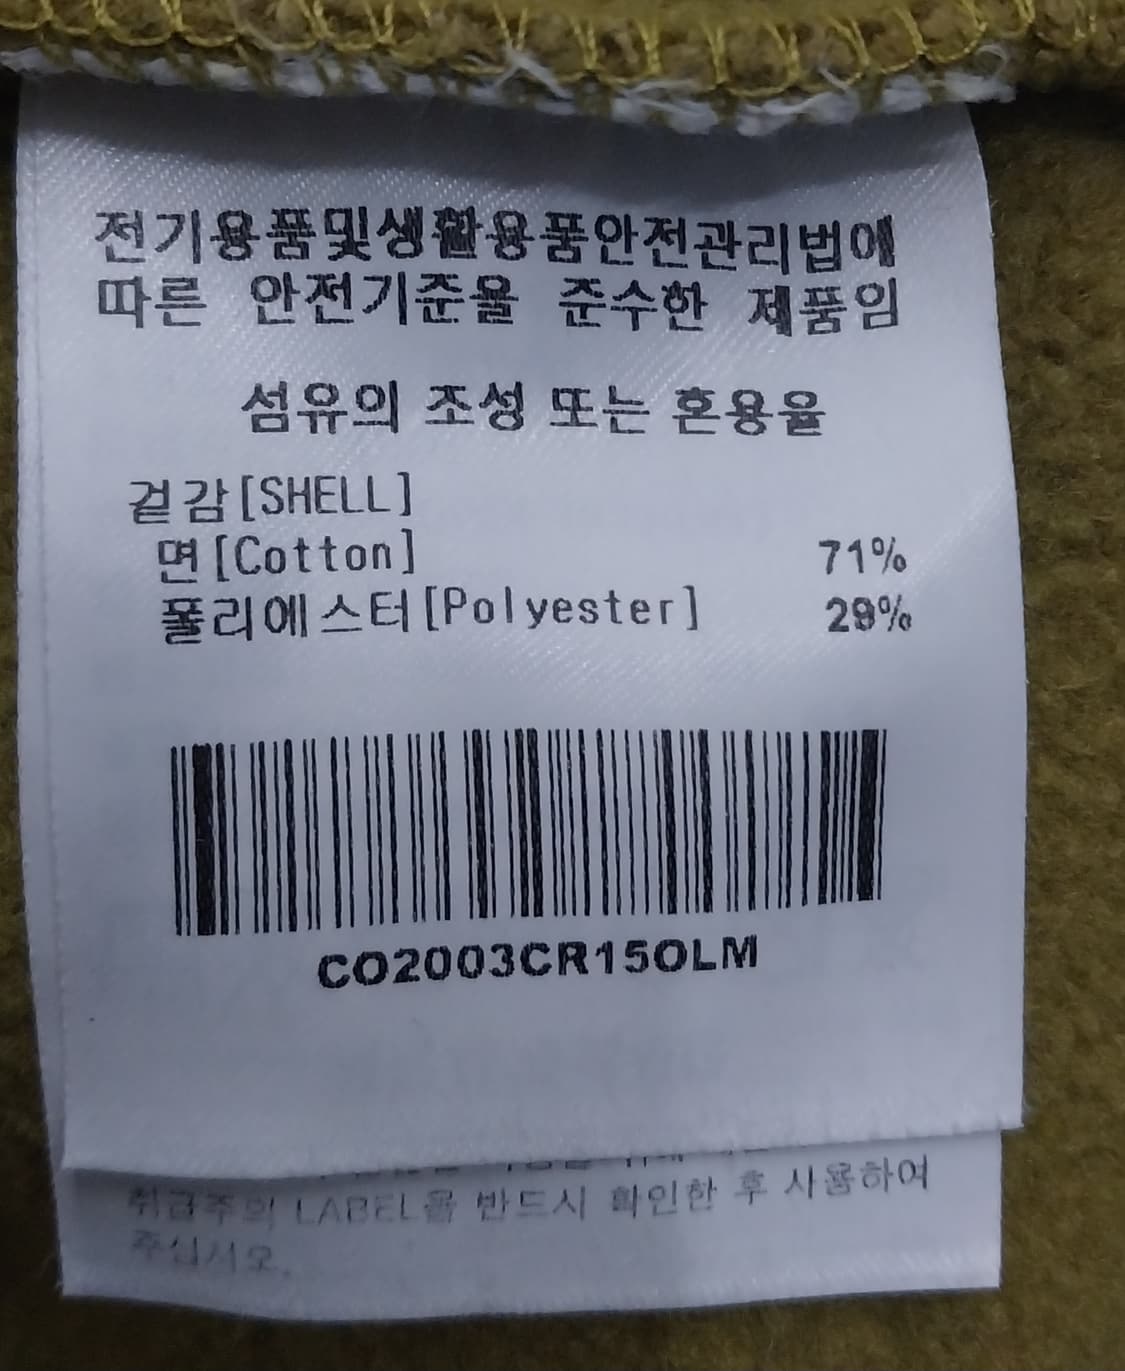 전기용품및생활용품안전관리법에
따른 안전기준을 준수한 제품임
섬유의 조성 또는 혼용율
겉감[SHELL]
면[Cotton] 71%
폴리에스터[Polyester] 29%
CO2003CR15OLM
취급주의 LABEL을 반드시 확인한 후 사용하여
주십시오.